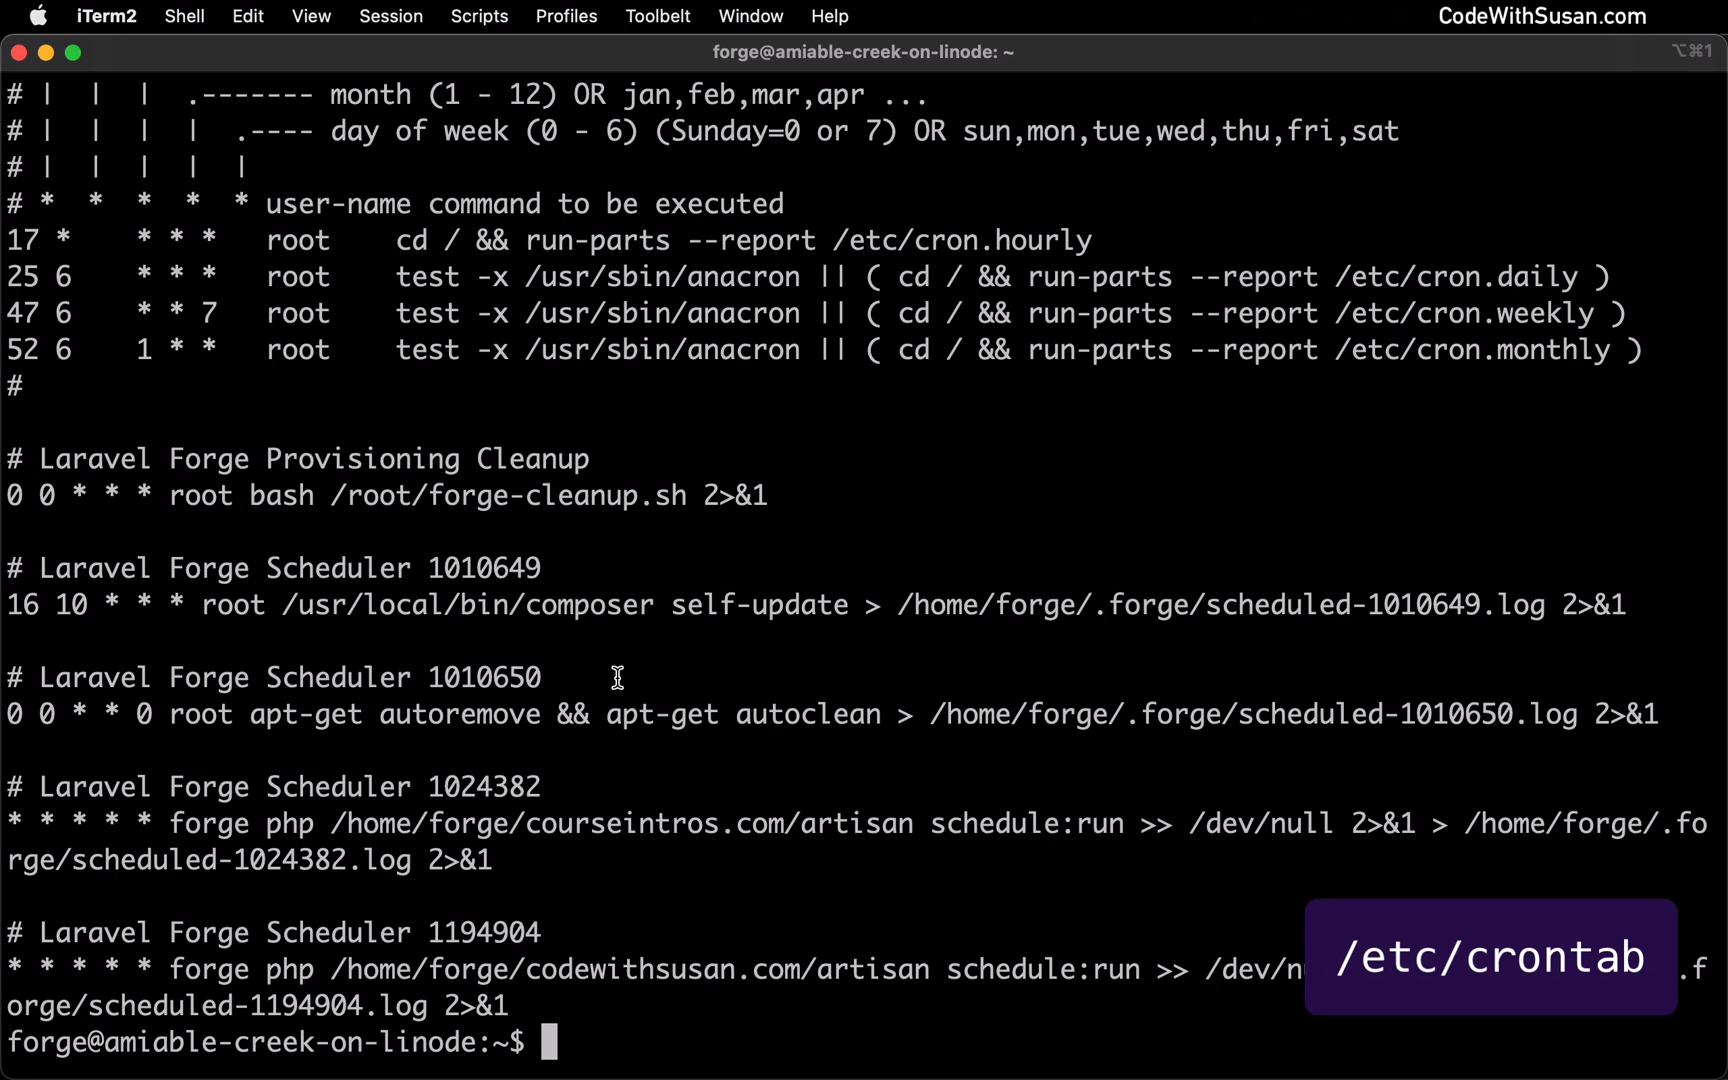 iTerm2 Shell Edit View Session Scripts Profiles Toolbelt Window Help CodeWithSusan.com
forge@amiable-creek-on-linode: ~ ⌥⌘1
# | | | .------- month (1 - 12) OR jan,feb,mar,apr ...
# | | | | .---- day of week (0 - 6) (Sunday=0 or 7) OR sun,mon,tue,wed,thu,fri,sat
# | | | | |
# * * * * * user-name command to be executed
17 * * * * root cd / && run-parts --report /etc/cron.hourly
25 6 * * * root test -x /usr/sbin/anacron || ( cd / && run-parts --report /etc/cron.daily )
47 6 * * 7 root test -x /usr/sbin/anacron || ( cd / && run-parts --report /etc/cron.weekly )
52 6 1 * * root test -x /usr/sbin/anacron || ( cd / && run-parts --report /etc/cron.monthly )
#
# Laravel Forge Provisioning Cleanup
0 0 * * * root bash /root/forge-cleanup.sh 2>&1
# Laravel Forge Scheduler 1010649
16 10 * * * root /usr/local/bin/composer self-update > /home/forge/.forge/scheduled-1010649.log 2>&1
# Laravel Forge Scheduler 1010650
0 0 * * 0 root apt-get autoremove && apt-get autoclean > /home/forge/.forge/scheduled-1010650.log 2>&1
# Laravel Forge Scheduler 1024382
* * * * * forge php /home/forge/courseintros.com/artisan schedule:run >> /dev/null 2>&1 > /home/forge/.fo
rge/scheduled-1024382.log 2>&1
# Laravel Forge Scheduler 1194904
* * * * * forge php /home/forge/codewithsusan.com/artisan schedule:run >> /dev/n .f
orge/scheduled-1194904.log 2>&1
forge@amiable-creek-on-linode:~$
/etc/crontab